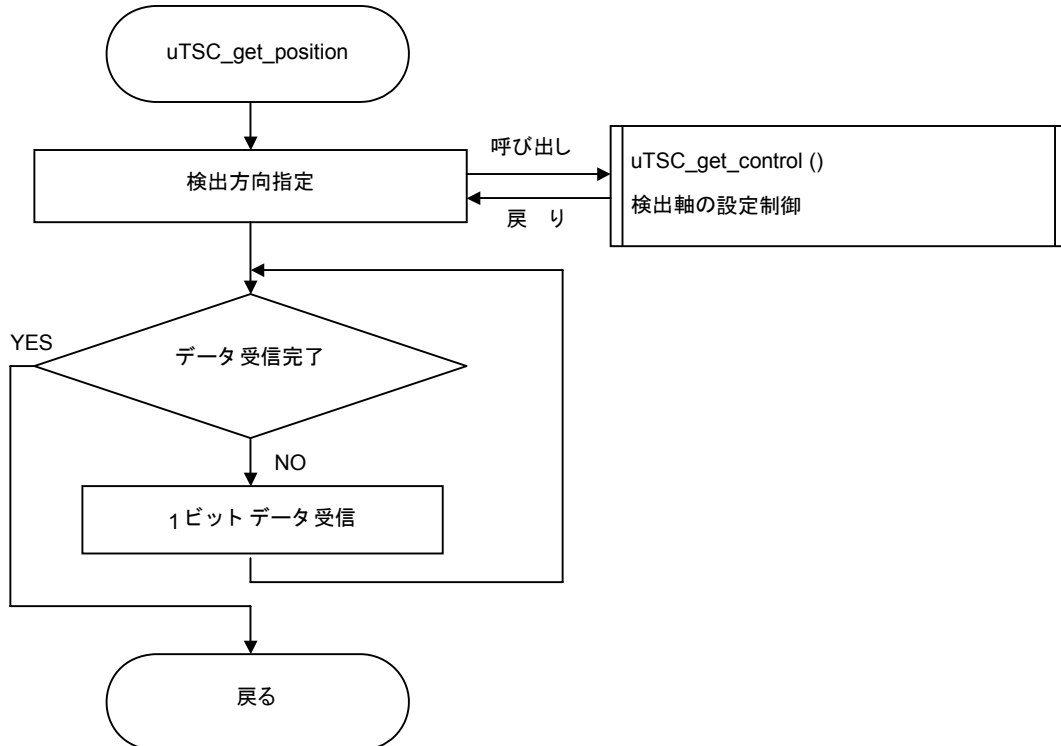 uTSC_get_position
検出方向指定
呼び出し
戻 り
uTSC_get_control ()
検出軸の設定制御
データ受信完了
YES
NO
1ビットデータ受信
戻る